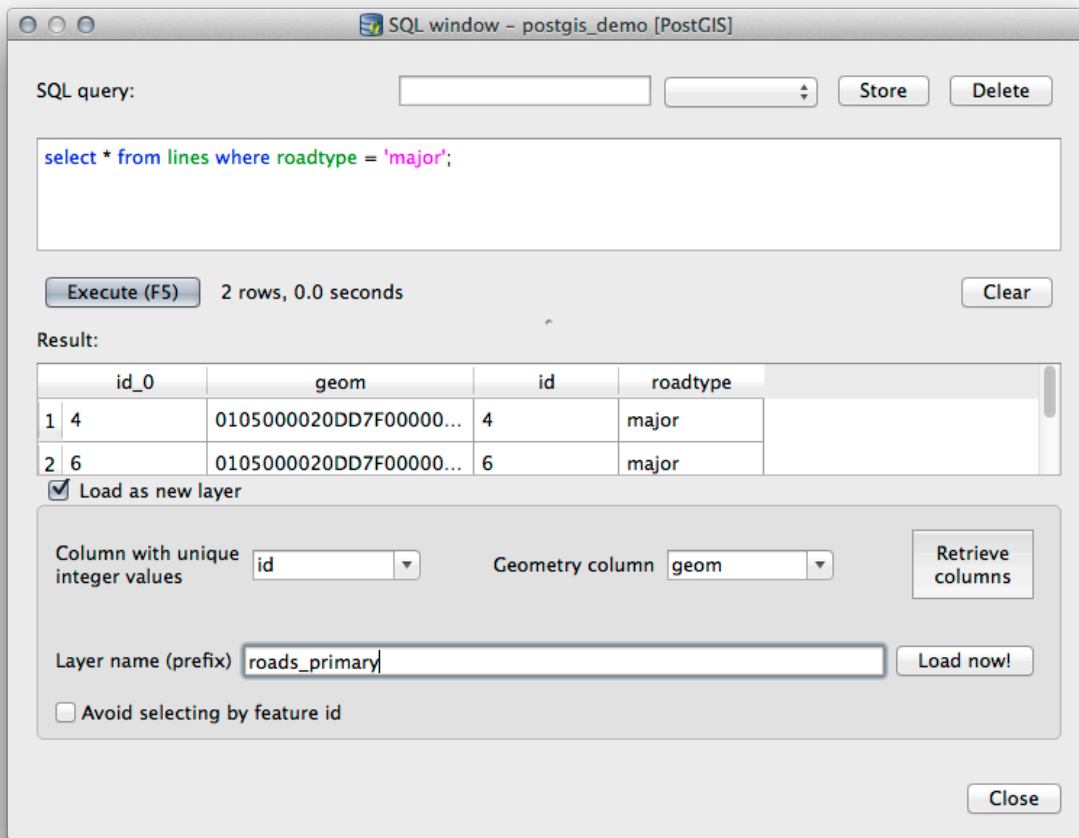 SQL window – postgis_demo [PostGIS]
SQL query:
Store
Delete
select * from lines where roadtype = 'major';
Execute (F5)
2 rows, 0.0 seconds
Clear
Result:
id_0 geom id roadtype
1 4 0105000020DD7F00000... 4 major
2 6 0105000020DD7F00000... 6 major
Load as new layer
Column with unique
integer values
id
Geometry column
geom
Retrieve
columns
Layer name (prefix)
roads_primary
Load now!
Avoid selecting by feature id
Close